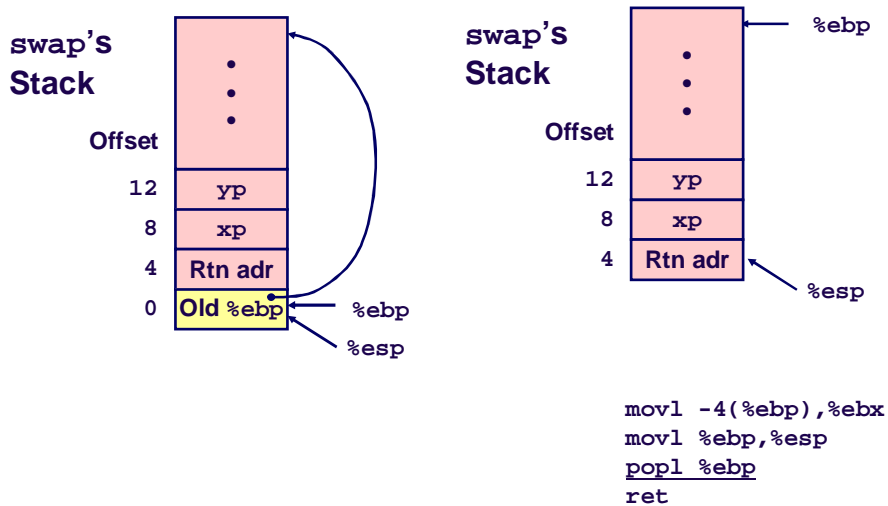 swap's
Stack
Offset
12 yp
8 xp
4 Rtn adr
0 Old %ebp
%ebp
%esp
swap's
Stack
%ebp
Offset
12 yp
8 xp
4 Rtn adr
%esp
movl -4(%ebp),%ebx
movl %ebp,%esp
popl %ebp
ret